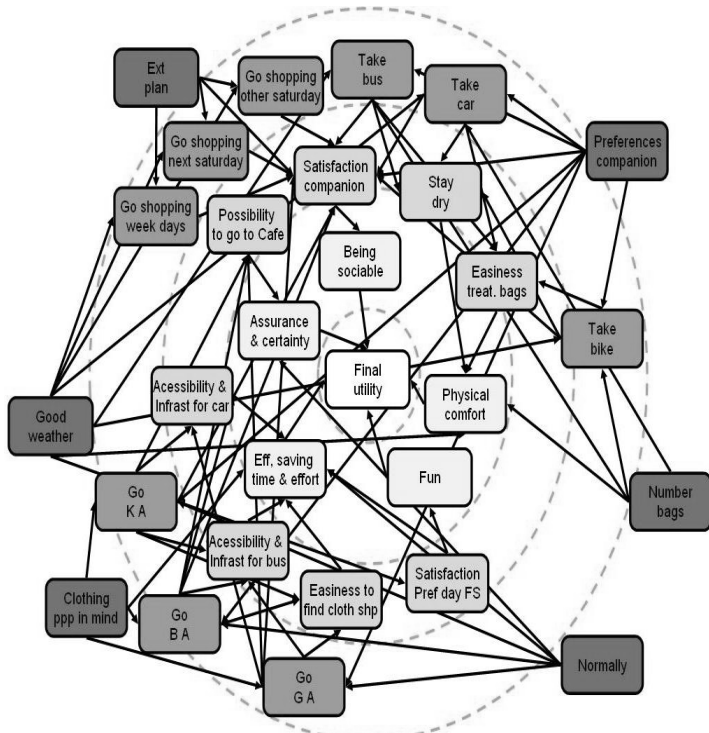 Ext
plan
Go shopping
other saturday
Take
bus
Take
car
Go shopping
next saturday
Preferences
companion
Satisfaction
companion
Stay
dry
Go shopping
week days
Possibility
to go to Cafe
Being
sociable
Easiness
treat. bags
Assurance
& certainty
Take
bike
Final
utility
Acessibility &
Infrast for car
Physical
comfort
Good
weather
Eff, saving
time & effort
Fun
Go
K A
Number
bags
Acessibility &
Infrast for bus
Easiness to
find cloth shp
Satisfaction
Pref day FS
Clothing
ppp in mind
Go
B A
Normally
Go
G A